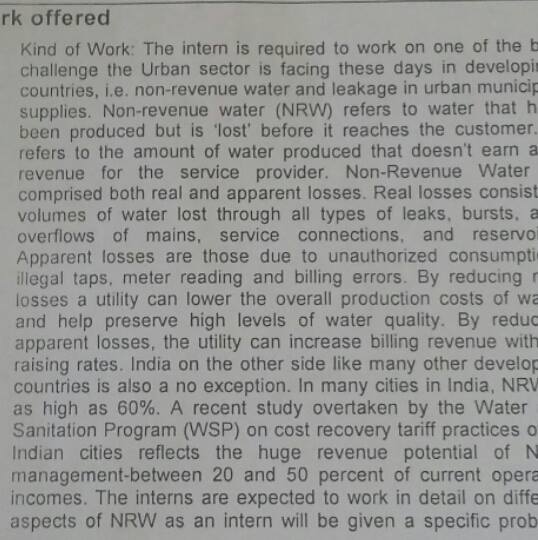 rk offered
Kind of Work: The intern is required to work on one of the b
challenge the Urban sector is facing these days in developi
countries, i.e. non-revenue water and leakage in urban municip
supplies. Non-revenue water (NRW) refers to water that h
been produced but is 'lost' before it reaches the customer.
refers to the amount of water produced that doesn't earn a
revenue for the service provider. Non-Revenue Water
comprised both real and apparent losses. Real losses consist
volumes of water lost through all types of leaks, bursts, a
overflows of mains, service connections, and reservoi
Apparent losses are those due to unauthorized consumpti
illegal taps, meter reading and billing errors. By reducing r
losses a utility can lower the overall production costs of wa
and help preserve high levels of water quality. By reduc
apparent losses, the utility can increase billing revenue with
raising rates. India on the other side like many other develop
countries is also a no exception. In many cities in India, NRW
as high as 60%. A recent study overtaken by the Water
Sanitation Program (WSP) on cost recovery tariff practices o
Indian cities reflects the huge revenue potential of N
management-between 20 and 50 percent of current opera
incomes. The interns are expected to work in detail on diffe
aspects of NRW as an intern will be given a specific prob